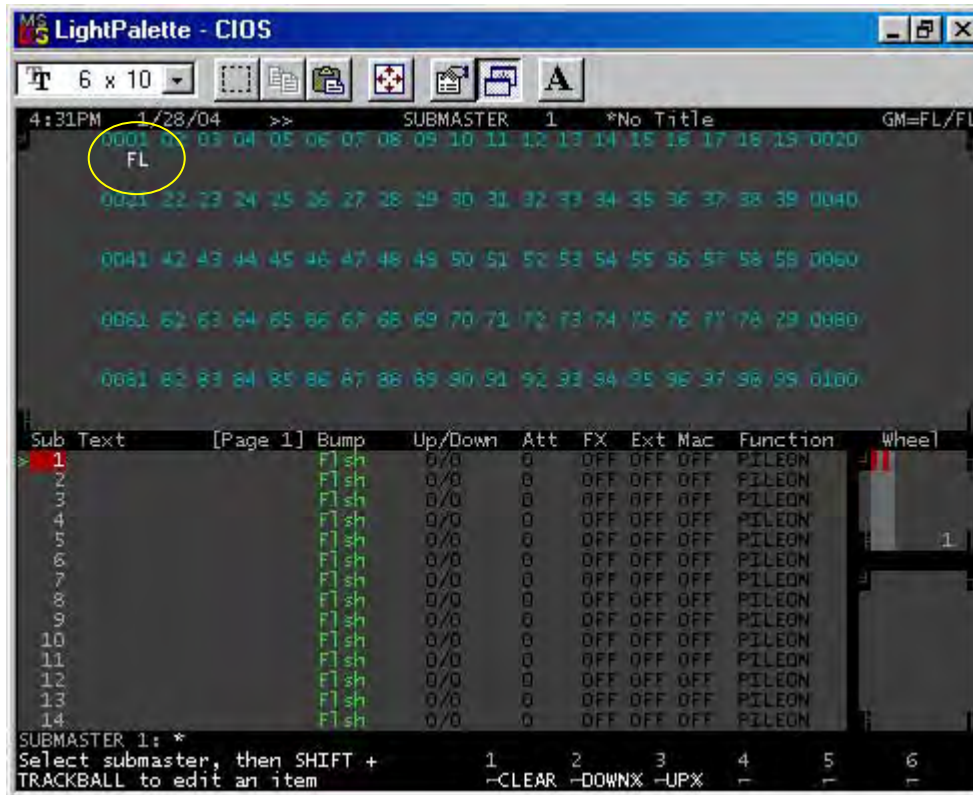 LightPalette - CIOS
6 x 10
A
4:31PM 1/28/04 >> SUBMASTER 1 *No Title GM=FL/FL
0001 02 03 04 05 06 07 08 09 10 11 12 13 14 15 16 17 18 19 0020
FL
0021 22 23 24 25 26 27 28 29 30 31 32 33 34 35 36 37 38 39 0040
0041 42 43 44 45 46 47 48 49 50 51 52 53 54 55 56 57 58 59 0060
0061 62 63 64 65 66 67 68 69 70 71 72 73 74 75 76 77 78 79 0080
0081 82 83 84 85 86 87 88 89 90 91 92 93 94 95 96 97 98 99 0100
Sub Text [Page 1] Bump Up/Down Att FX Ext Mac Function Wheel
> 1 Flsh 0/0 0 OFF OFF OFF PILEON
2 Flsh 0/0 0 OFF OFF OFF PILEON
3 Flsh 0/0 0 OFF OFF OFF PILEON
4 Flsh 0/0 0 OFF OFF OFF PILEON
5 Flsh 0/0 0 OFF OFF OFF PILEON 1
6 Flsh 0/0 0 OFF OFF OFF PILEON
7 Flsh 0/0 0 OFF OFF OFF PILEON
8 Flsh 0/0 0 OFF OFF OFF PILEON
9 Flsh 0/0 0 OFF OFF OFF PILEON
10 Flsh 0/0 0 OFF OFF OFF PILEON
11 Flsh 0/0 0 OFF OFF OFF PILEON
12 Flsh 0/0 0 OFF OFF OFF PILEON
13 Flsh 0/0 0 OFF OFF OFF PILEON
14 Flsh 0/0 0 OFF OFF OFF PILEON
SUBMASTER 1: *
Select submaster, then SHIFT + 1 2 3 4 5 6
TRACKBALL to edit an item ⌐CLEAR ⌐DOWN% ⌐UP% ⌐ ⌐ ⌐